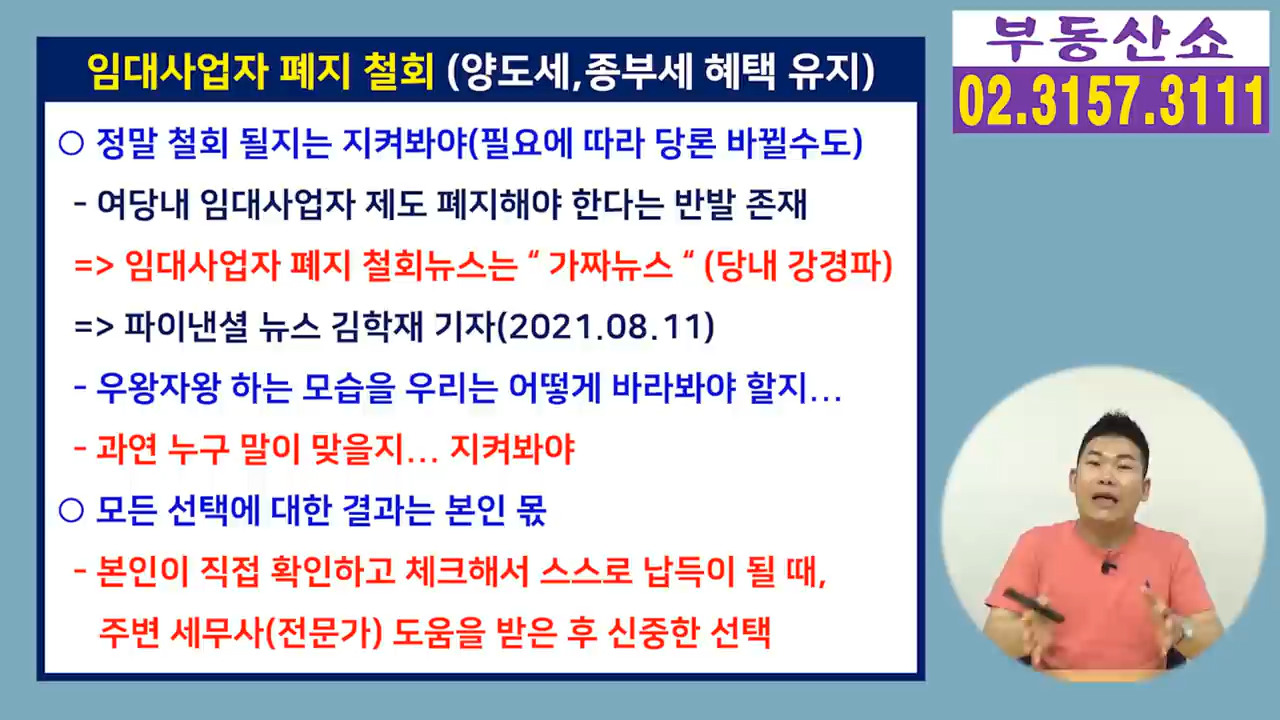 임대사업자 폐지 철회 (양도세,종부세 혜택 유지)
○ 정말 철회 될지는 지켜봐야(필요에 따라 당론 바뀔수도)
- 여당내 임대사업자 제도 폐지해야 한다는 반발 존재
=> 임대사업자 폐지 철회뉴스는 “ 가짜뉴스 “ (당내 강경파)
=> 파이낸셜 뉴스 김학재 기자(2021.08.11)
- 우왕자왕 하는 모습을 우리는 어떻게 바라봐야 할지...
- 과연 누구 말이 맞을지... 지켜봐야
○ 모든 선택에 대한 결과는 본인 몫
- 본인이 직접 확인하고 체크해서 스스로 납득이 될 때,
주변 세무사(전문가) 도움을 받은 후 신중한 선택
부동산쇼
02.3157.3111